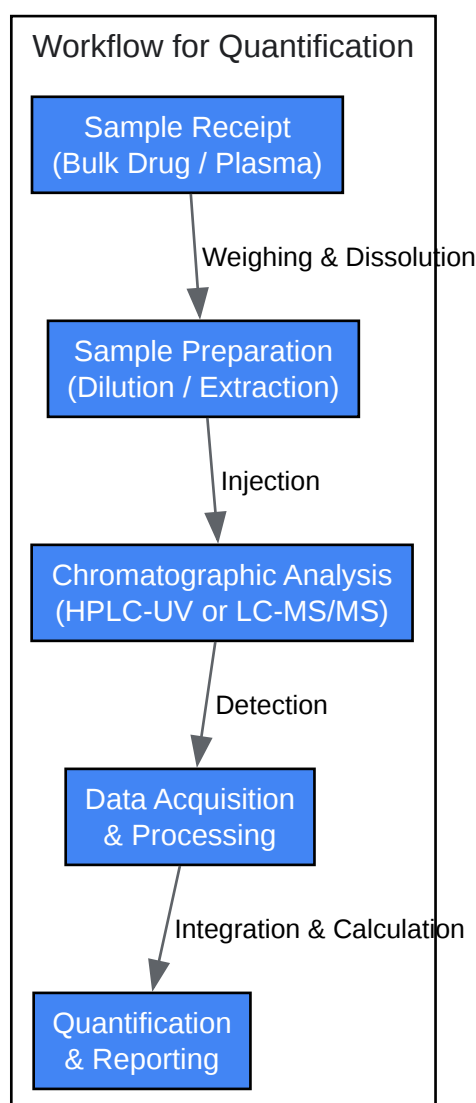 Workflow for Quantification
Sample Receipt
(Bulk Drug / Plasma)
Weighing & Dissolution
Sample Preparation
(Dilution / Extraction)
Injection
Chromatographic Analysis
(HPLC-UV or LC-MS/MS)
Detection
Data Acquisition
& Processing
Integration & Calculation
Quantification
& Reporting